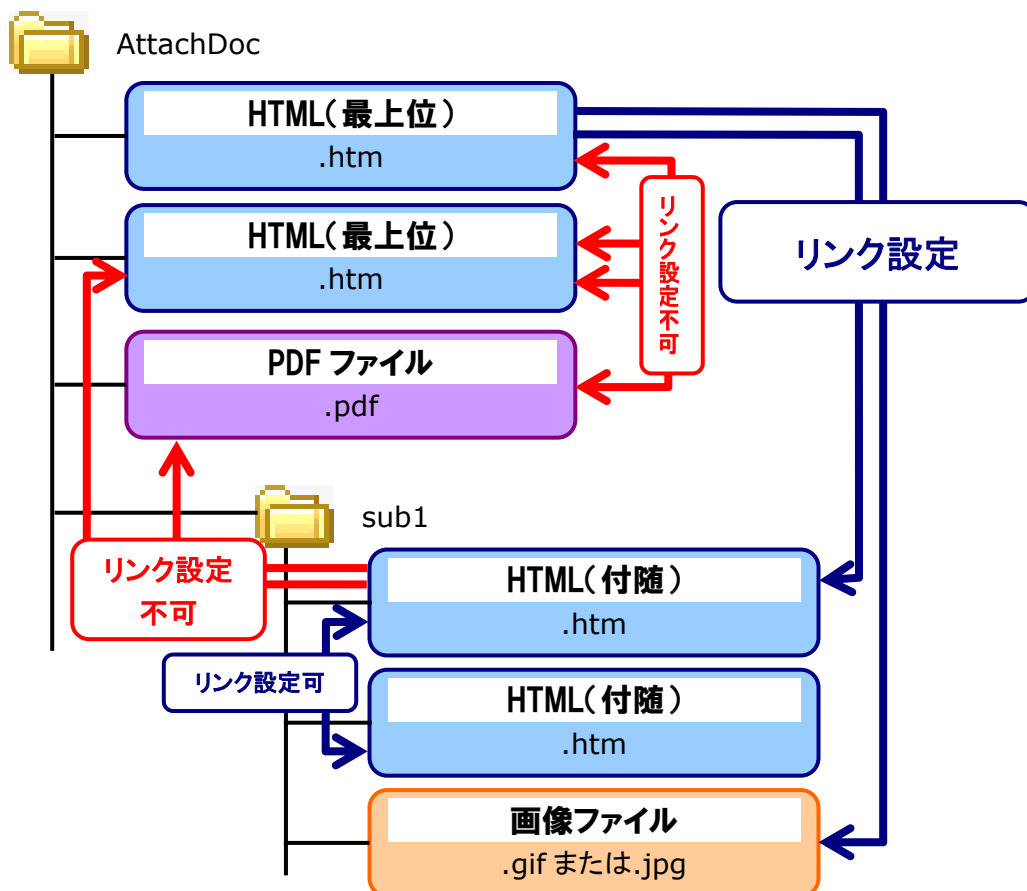 AttachDoc
HTML(最上位)
.htm
HTML(最上位)
.htm
リンク設定不可
リンク設定
PDF ファイル
.pdf
sub1
リンク設定
不可
HTML(付随)
.htm
リンク設定可
HTML(付随)
.htm
画像ファイル
.gif または.jpg